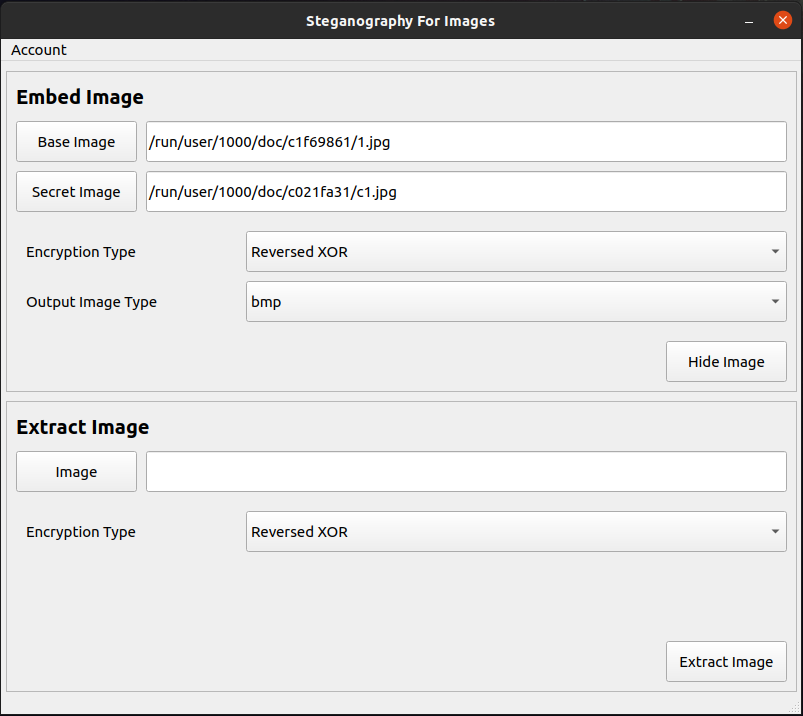 Steganography For Images
Account
Embed Image
Base Image /run/user/1000/doc/c1f69861/1.jpg
Secret Image /run/user/1000/doc/c021fa31/c1.jpg
Encryption Type Reversed XOR
Output Image Type bmp
Hide Image
Extract Image
Image
Encryption Type Reversed XOR
Extract Image